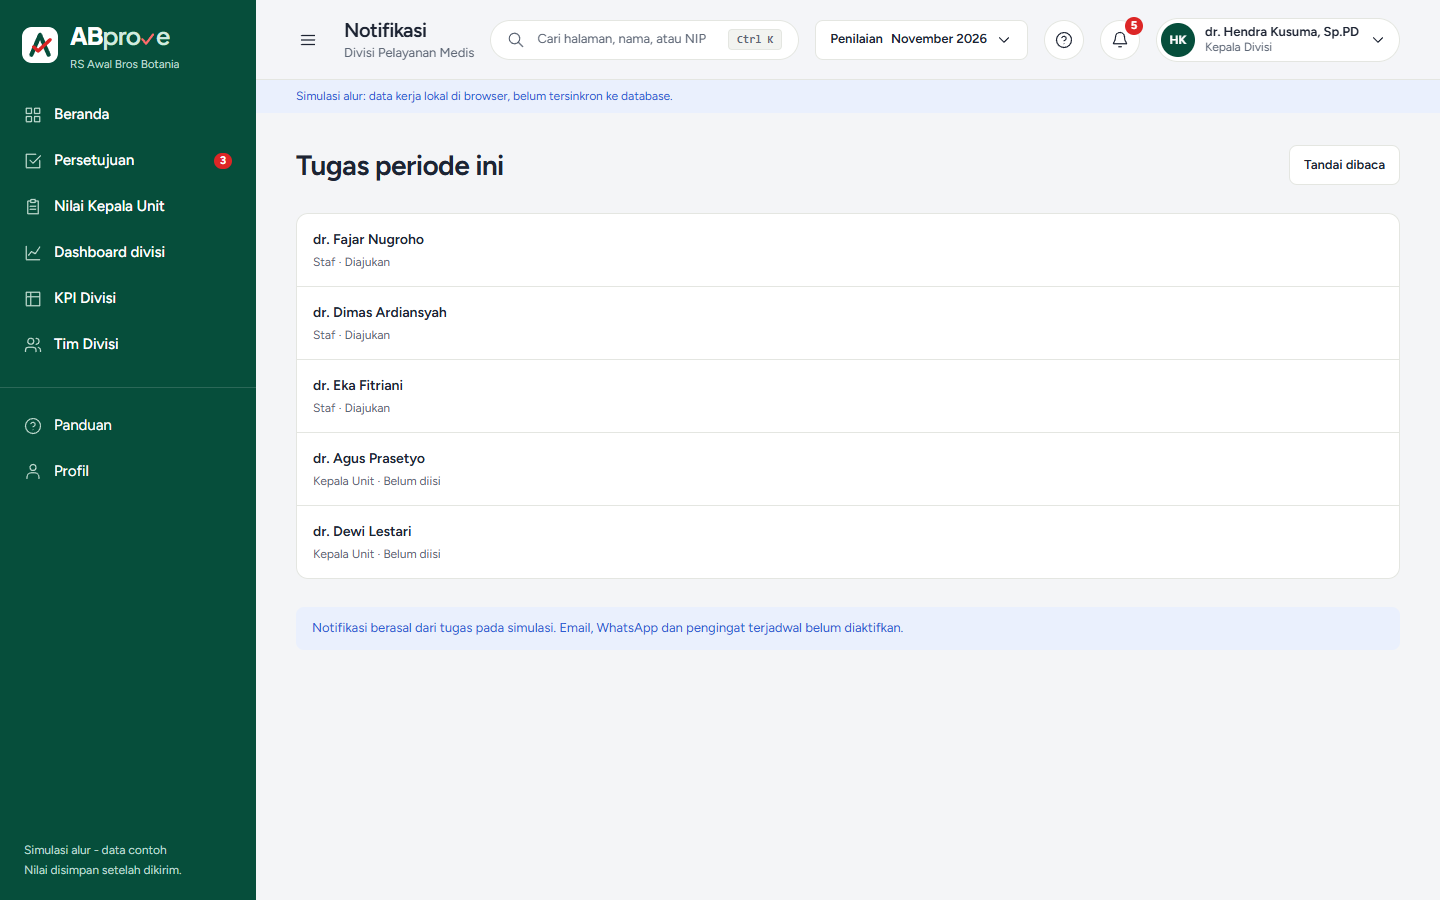 ABprove
RS Awal Bros Botania
Beranda
Persetujuan 3
Nilai Kepala Unit
Dashboard divisi
KPI Divisi
Tim Divisi
Panduan
Profil
Simulasi alur - data contoh
Nilai disimpan setelah dikirim.
Notifikasi
Divisi Pelayanan Medis
Cari halaman, nama, atau NIP Ctrl K
Penilaian November 2026
5
HK
dr. Hendra Kusuma, Sp.PD
Kepala Divisi
Simulasi alur: data kerja lokal di browser, belum tersinkron ke database.
Tugas periode ini
Tandai dibaca
dr. Fajar Nugroho
Staf · Diajukan
dr. Dimas Ardiansyah
Staf · Diajukan
dr. Eka Fitriani
Staf · Diajukan
dr. Agus Prasetyo
Kepala Unit · Belum diisi
dr. Dewi Lestari
Kepala Unit · Belum diisi
Notifikasi berasal dari tugas pada simulasi. Email, WhatsApp dan pengingat terjadwal belum diaktifkan.